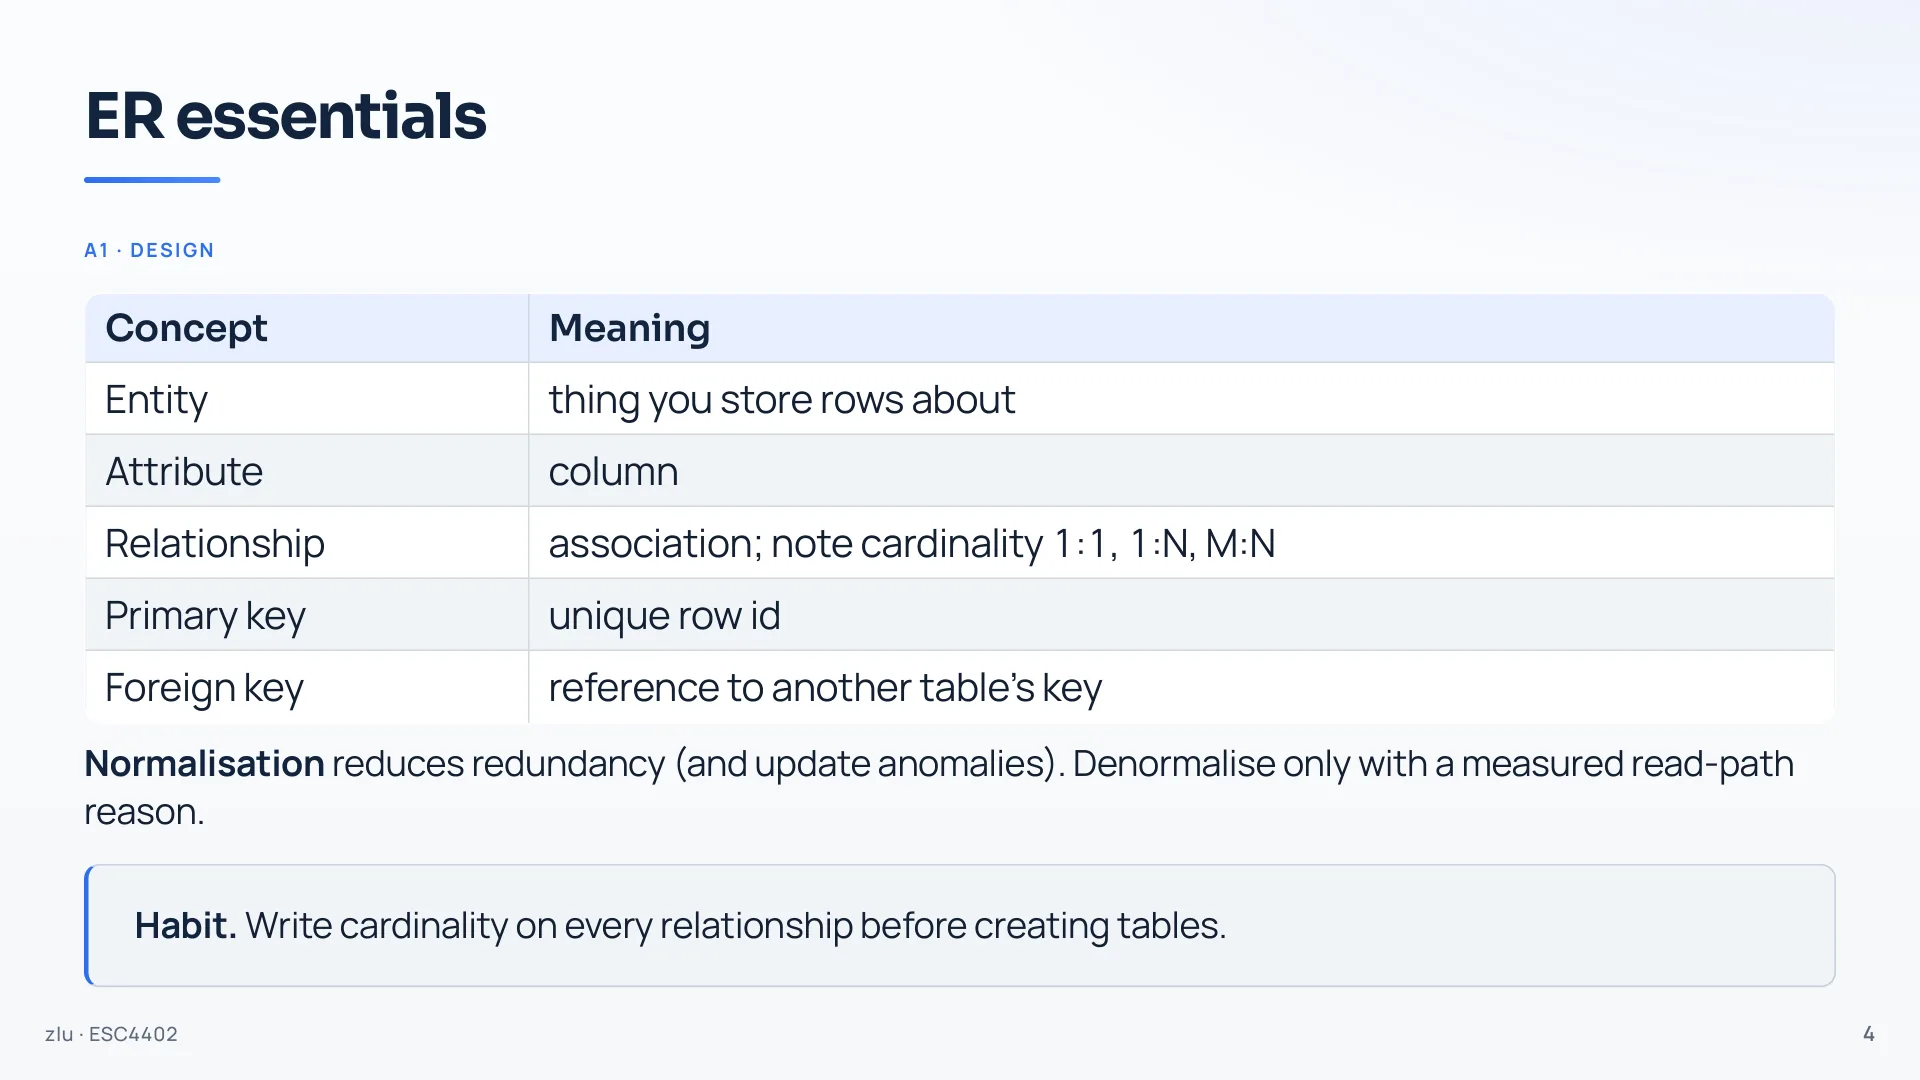 ER essentials
A1 · DESIGN
Concept Meaning
Entity thing you store rows about
Attribute column
Relationship association; note cardinality 1:1, 1:N, M:N
Primary key unique row id
Foreign key reference to another table’s key
Normalisation reduces redundancy (and update anomalies). Denormalise only with a measured read-path
reason.
Habit. Write cardinality on every relationship before creating tables.
zlu · ESC4402
4